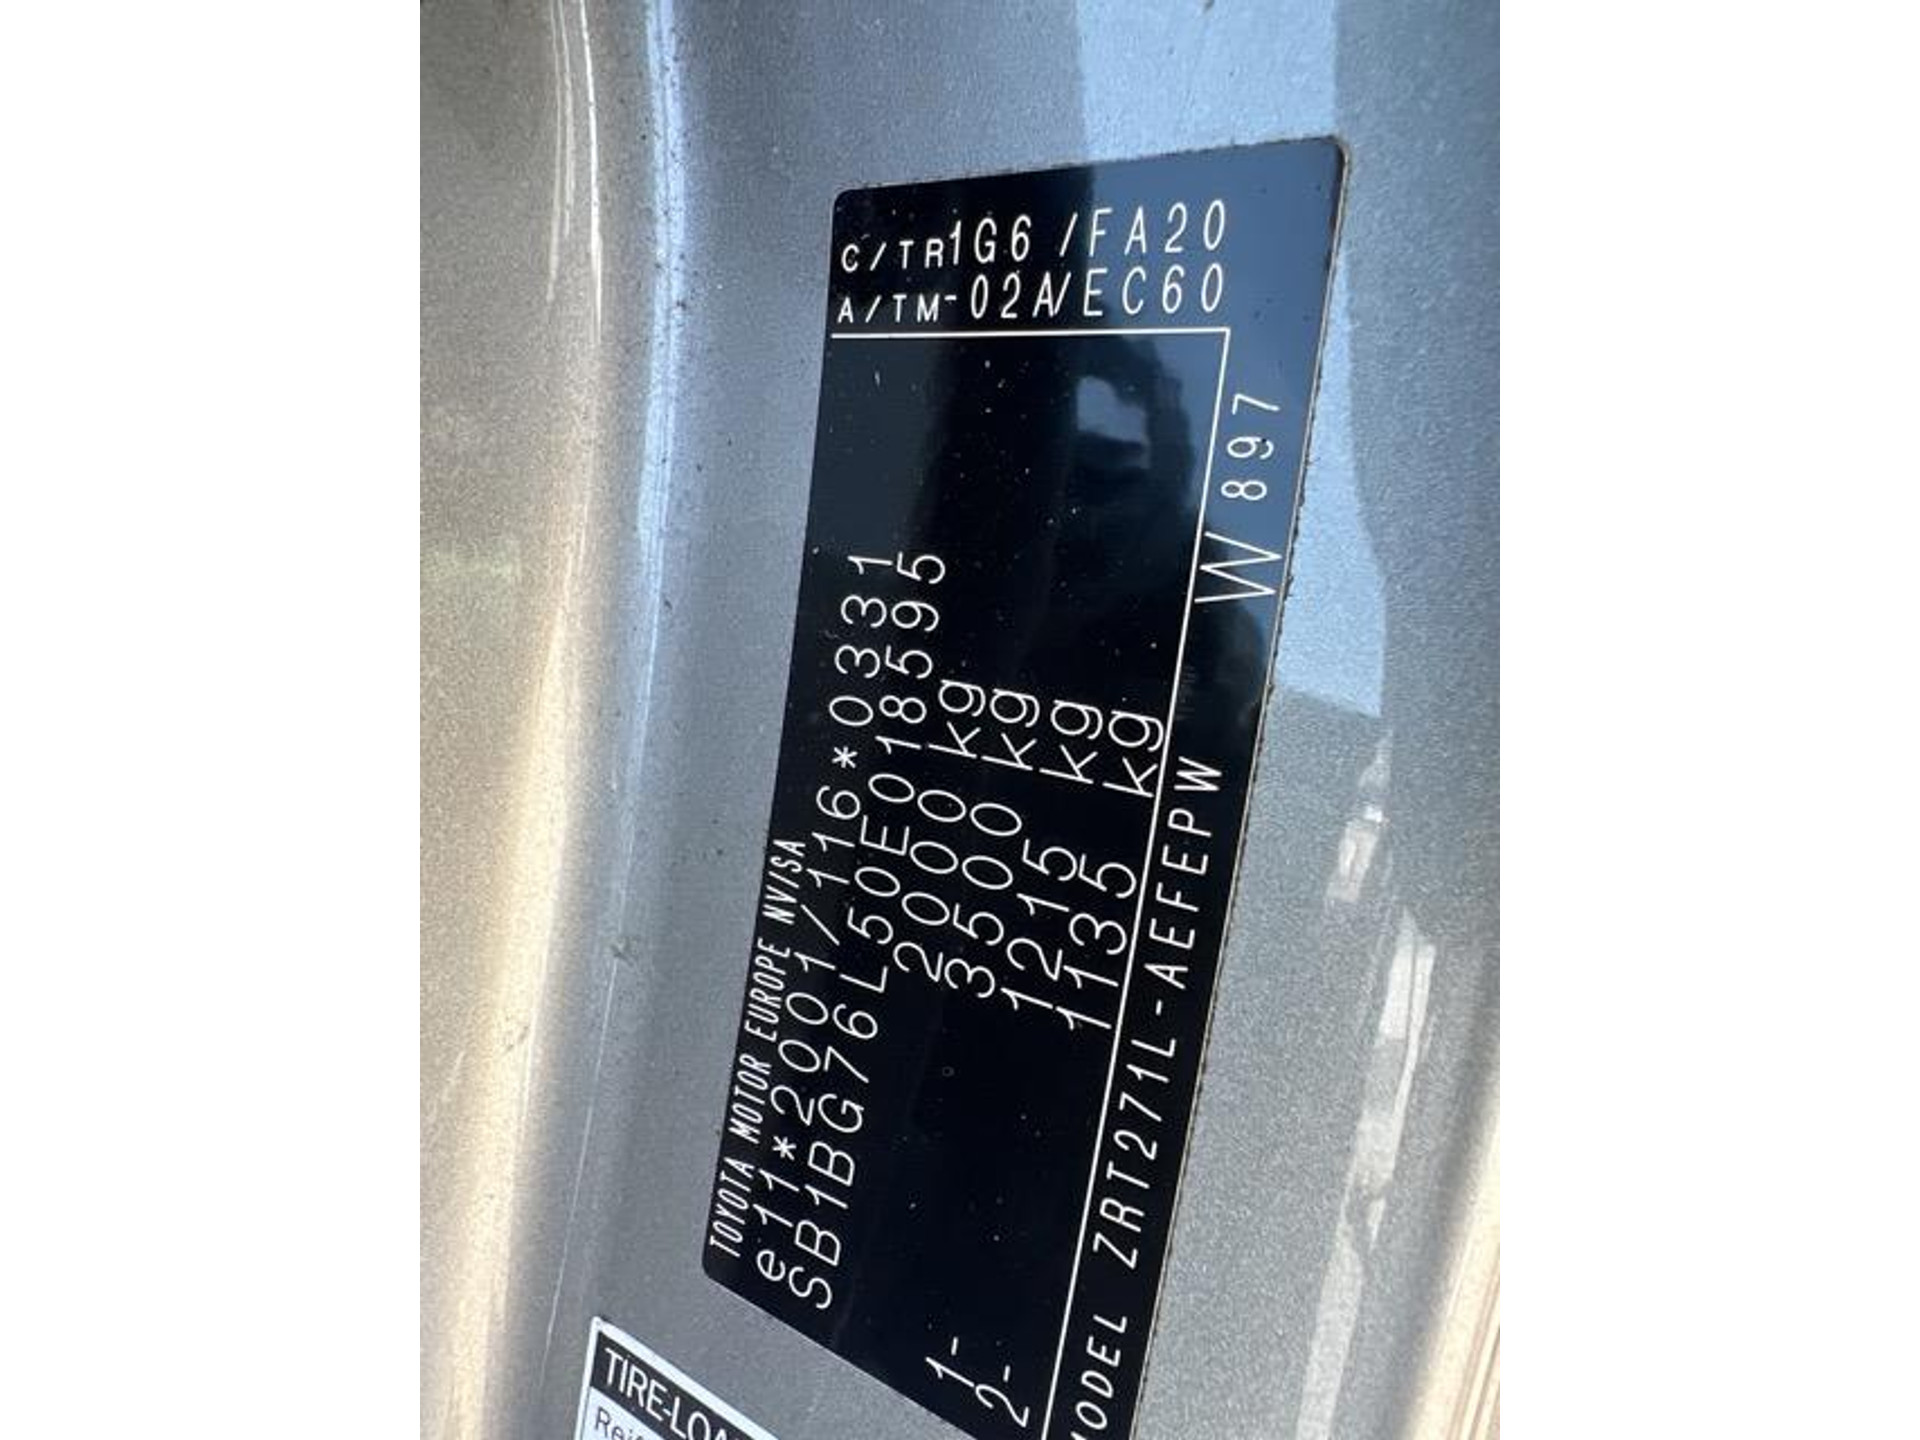 TOYOTA MOTOR EUROPE NV/SA
e11*2001/116*0331
SB1BG76L50E018595
2000 kg
3500 kg
1- 1215 kg
2- 1135 kg
MODEL ZRT271L-AEFEPW W897
C/TR 1G6 /FA20
A/TM -02A/EC60
TIRE-LOA